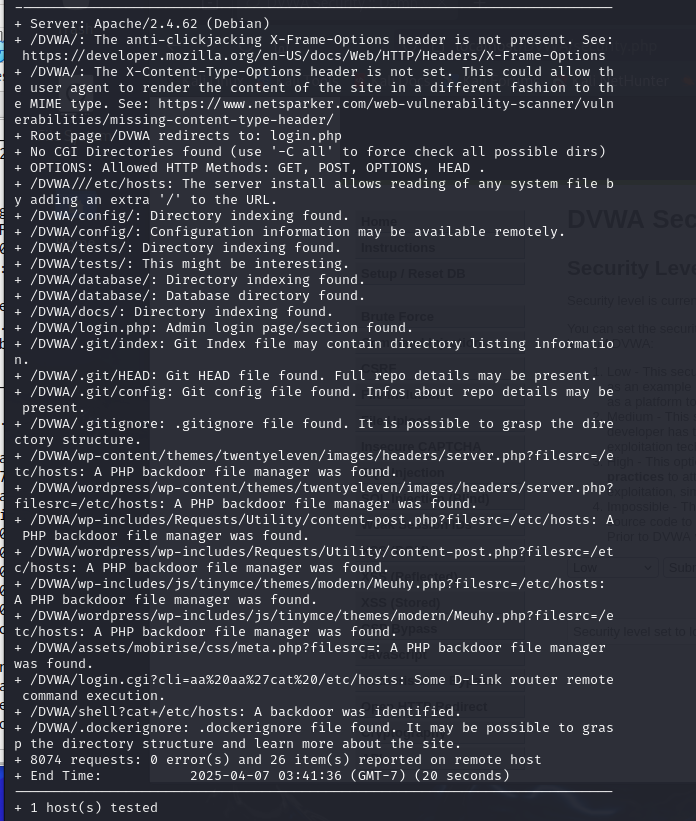 + Server: Apache/2.4.62 (Debian)
+ /DVWA/: The anti-clickjacking X-Frame-Options header is not present. See:
 https://developer.mozilla.org/en-US/docs/Web/HTTP/Headers/X-Frame-Options
+ /DVWA/: The X-Content-Type-Options header is not set. This could allow th
e user agent to render the content of the site in a different fashion to th
e MIME type. See: https://www.netsparker.com/web-vulnerability-scanner/vuln
erabilities/missing-content-type-header/
+ Root page /DVWA redirects to: login.php
+ No CGI Directories found (use '-C all' to force check all possible dirs)
+ OPTIONS: Allowed HTTP Methods: GET, POST, OPTIONS, HEAD .
+ /DVWA///etc/hosts: The server install allows reading of any system file b
y adding an extra '/' to the URL.
+ /DVWA/config/: Directory indexing found.
+ /DVWA/config/: Configuration information may be available remotely.
+ /DVWA/tests/: Directory indexing found.
+ /DVWA/tests/: This might be interesting.
+ /DVWA/database/: Directory indexing found.
+ /DVWA/database/: Database directory found.
+ /DVWA/docs/: Directory indexing found.
+ /DVWA/login.php: Admin login page/section found.
+ /DVWA/.git/index: Git Index file may contain directory listing informatio
n.
+ /DVWA/.git/HEAD: Git HEAD file found. Full repo details may be present.
+ /DVWA/.git/config: Git config file found. Infos about repo details may be
 present.
+ /DVWA/.gitignore: .gitignore file found. It is possible to grasp the dire
ctory structure.
+ /DVWA/wp-content/themes/twentyeleven/images/headers/server.php?filesrc=/e
tc/hosts: A PHP backdoor file manager was found.
+ /DVWA/wordpress/wp-content/themes/twentyeleven/images/headers/server.php?
filesrc=/etc/hosts: A PHP backdoor file manager was found.
+ /DVWA/wp-includes/Requests/Utility/content-post.php?filesrc=/etc/hosts: A
 PHP backdoor file manager was found.
+ /DVWA/wordpress/wp-includes/Requests/Utility/content-post.php?filesrc=/et
c/hosts: A PHP backdoor file manager was found.
+ /DVWA/wp-includes/js/tinymce/themes/modern/Meuhy.php?filesrc=/etc/hosts:
A PHP backdoor file manager was found.
+ /DVWA/wordpress/wp-includes/js/tinymce/themes/modern/Meuhy.php?filesrc=/e
tc/hosts: A PHP backdoor file manager was found.
+ /DVWA/assets/mobirise/css/meta.php?filesrc=: A PHP backdoor file manager
was found.
+ /DVWA/login.cgi?cli=aa%20aa%27cat%20/etc/hosts: Some D-Link router remote
 command execution.
+ /DVWA/shell?cat+/etc/hosts: A backdoor was identified.
+ /DVWA/.dockerignore: .dockerignore file found. It may be possible to gras
p the directory structure and learn more about the site.
+ 8074 requests: 0 error(s) and 26 item(s) reported on remote host
+ End Time:           2025-04-07 03:41:36 (GMT-7) (20 seconds)
+ 1 host(s) tested
Home
Instructions
Setup / Reset DB
Brute Force
XSS (Stored)
DVWA Sec
Security Leve
Security level is curre
Low